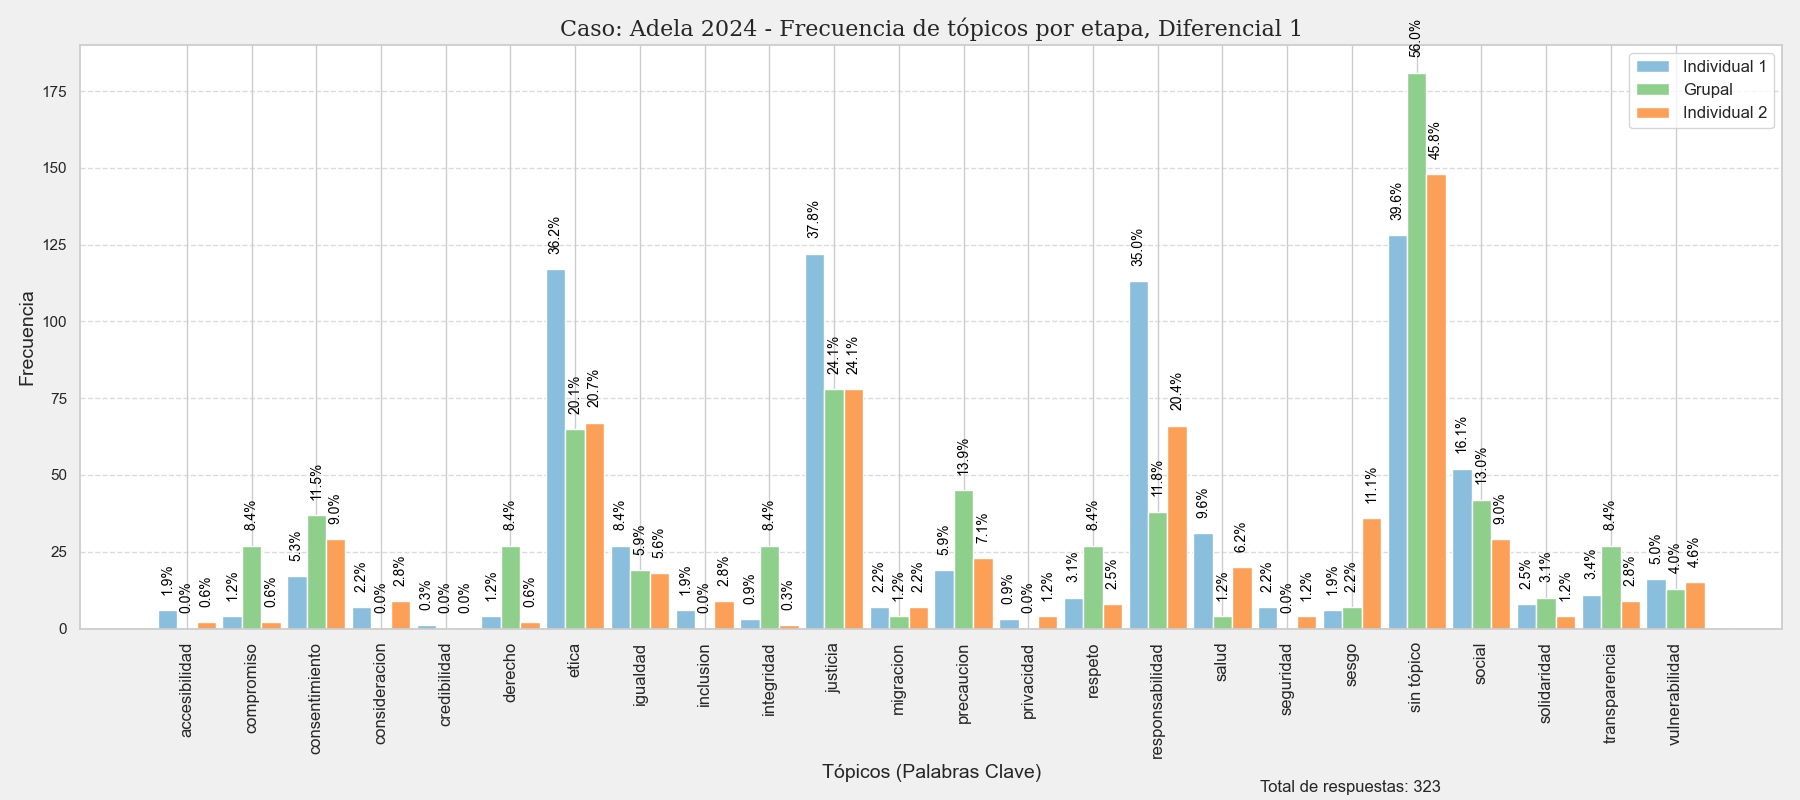 Caso: Adela 2024 - Frecuencia de tópicos por etapa, Diferencial 1
Individual 1
Grupal
Individual 2
Frecuencia
175
150
125
100
75
50
25
0
1.9%
0.0%
0.6%
1.2%
8.4%
0.6%
5.3%
11.5%
9.0%
2.2%
0.0%
2.8%
0.3%
0.0%
0.0%
1.2%
8.4%
0.6%
36.2%
20.1%
20.7%
8.4%
5.9%
5.6%
1.9%
0.0%
2.8%
0.9%
8.4%
0.3%
37.8%
24.1%
24.1%
2.2%
1.2%
2.2%
5.9%
13.9%
7.1%
0.9%
0.0%
1.2%
3.1%
8.4%
2.5%
35.0%
11.8%
20.4%
9.6%
1.2%
6.2%
2.2%
0.0%
1.2%
1.9%
2.2%
11.1%
39.6%
56.0%
45.8%
16.1%
13.0%
9.0%
2.5%
3.1%
1.2%
3.4%
8.4%
2.8%
5.0%
4.0%
4.6%
accesibilidad
compromiso
consentimiento
consideracion
credibilidad
derecho
etica
igualdad
inclusion
integridad
justicia
migracion
precaucion
privacidad
respeto
responsabilidad
salud
seguridad
sesgo
sin tópico
social
solidaridad
transparencia
vulnerabilidad
Tópicos (Palabras Clave)
Total de respuestas: 323